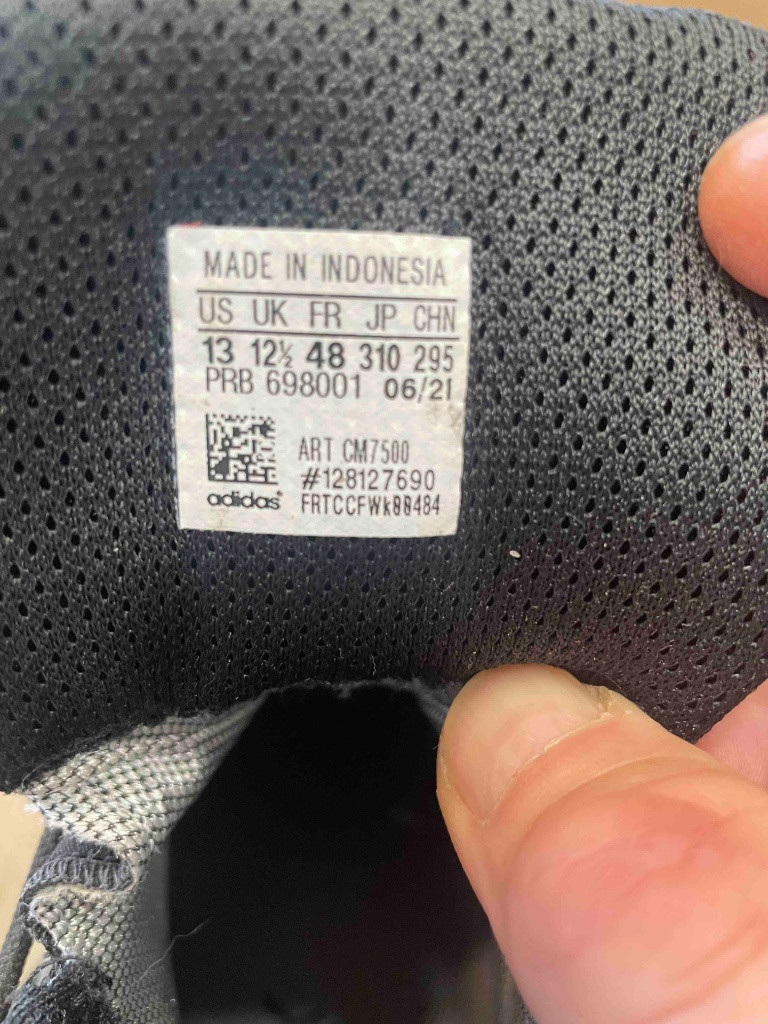 MADE IN INDONESIA
US UK FR JP CHN
13 12½ 48 310 295
PRB 698001 06/21
ART CM7500
#128127690
adidas